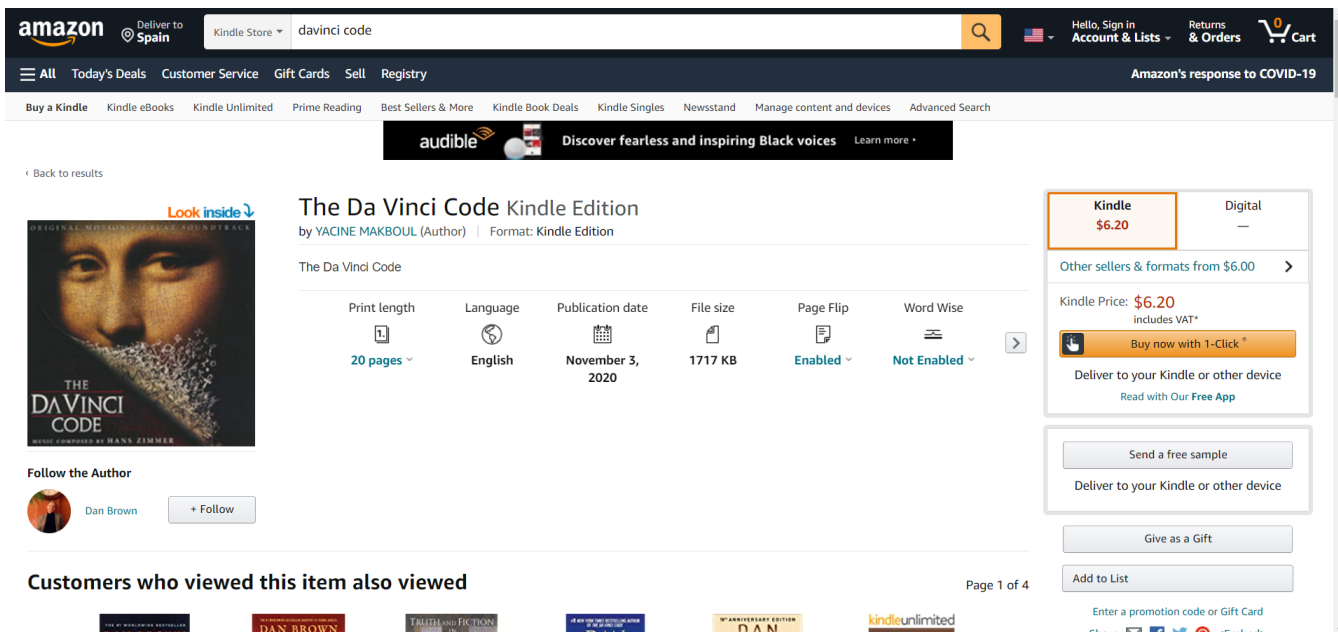 amazon
Deliver to
Spain
Kindle Store
davinci code
Hello, Sign in
Account & Lists
Returns
& Orders
0
Cart
All Today's Deals Customer Service Gift Cards Sell Registry
Amazon's response to COVID-19
Buy a Kindle Kindle eBooks Kindle Unlimited Prime Reading Best Sellers & More Kindle Book Deals Kindle Singles Newsstand Manage content and devices Advanced Search
audible Discover fearless and inspiring Black voices Learn more
‹ Back to results
Look inside
ORIGINAL MOTION PICTURE SOUNDTRACK
THE
DA VINCI
CODE
MUSIC COMPOSED BY HANS ZIMMER
Follow the Author
Dan Brown
+ Follow
The Da Vinci Code Kindle Edition
by YACINE MAKBOUL (Author) | Format: Kindle Edition
The Da Vinci Code
Print length Language Publication date File size Page Flip Word Wise
1.
20 pages English November 3, 1717 KB Enabled Not Enabled
2020
Kindle Digital
$6.20 —
Other sellers & formats from $6.00
Kindle Price: $6.20
includes VAT*
Buy now with 1-Click ®
Deliver to your Kindle or other device
Read with Our Free App
Send a free sample
Deliver to your Kindle or other device
Give as a Gift
Add to List
Enter a promotion code or Gift Card
Customers who viewed this item also viewed
Page 1 of 4
THE #1 WORLDWIDE BESTSELLER
DAN BROWN
TRUTH AND FICTION
IN
10TH ANNIVERSARY EDITION
DAN
kindleunlimited